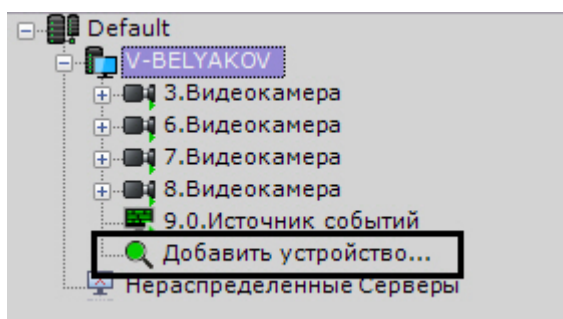 Default
V-BELYAKOV
3.Видеокамера
6.Видеокамера
7.Видеокамера
8.Видеокамера
9.0.Источник событий
Добавить устройство...
Нераспределенные Серверы